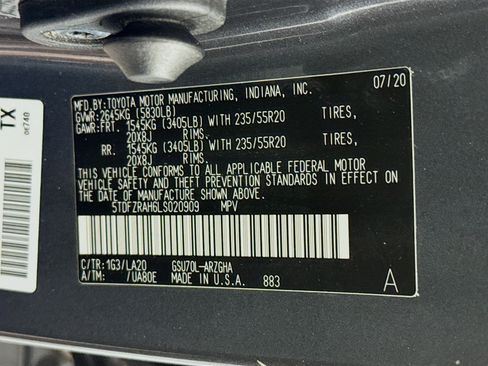 MFD.BY:TOYOTA MOTOR MANUFACTURING, INDIANA, INC. 07/20
GVWR:2645KG (5830LB)
GAWR:FRT. 1545KG (3405LB) WITH 235/55R20 TIRES,
20X8J RIMS.
RR. 1545KG (3405LB) WITH 235/55R20 TIRES,
20X8J RIMS.
THIS VEHICLE CONFORMS TO ALL APPLICABLE FEDERAL MOTOR
VEHICLE SAFETY AND THEFT PREVENTION STANDARDS IN EFFECT ON
THE DATE OF MANUFACTURE SHOWN ABOVE.
5TDFZRAH6LS020909 MPV
C/TR:1G3/LA20 GSU70L-ARZGHA
A/TM: /UA80E MADE IN U.S.A. 883 A
TX